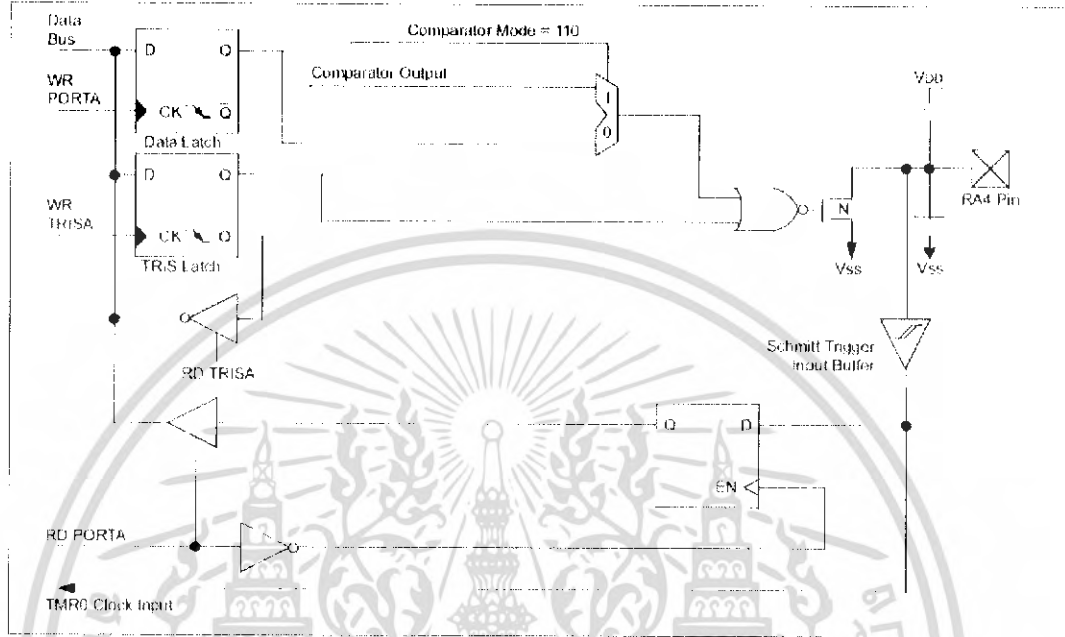 Data
Bus
D Q
Comparator Mode = 110
WR
PORTA
Comparator Output
CK Q
Data Latch
1
0
VDD
D Q
WR
TRISA
CK Q
TRIS Latch
N
RA4 Pin
Vss
Vss
RD TRISA
Schmitt Trigger
Input Buffer
Q D
EN
RD PORTA
TMR0 Clock Input